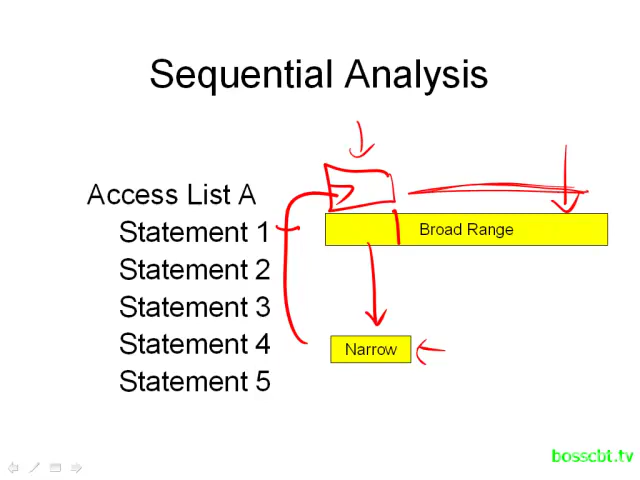 Sequential Analysis
Access List A
Statement 1
Broad Range
Statement 2
Statement 3
Statement 4
Narrow
Statement 5
bosscbt.tv